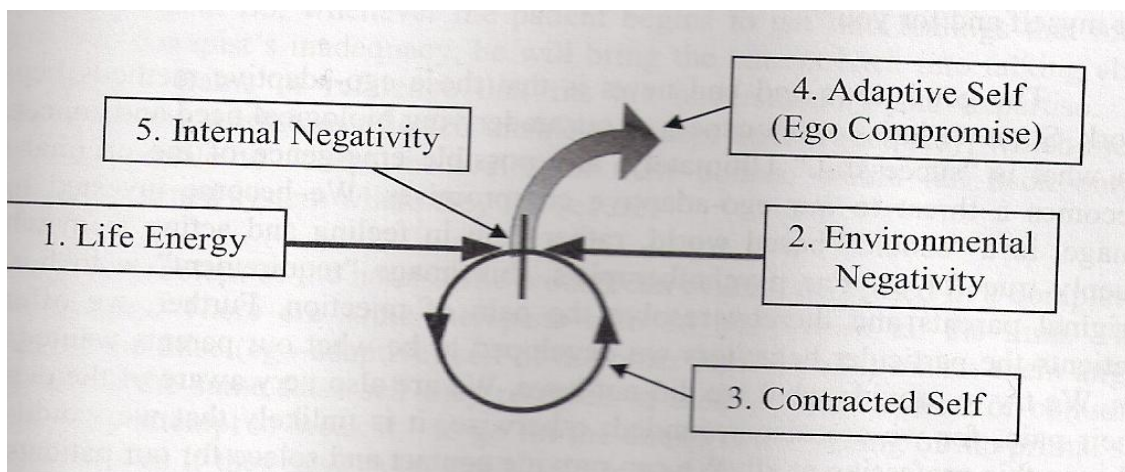 1. Life Energy
2. Environmental
Negativity
3. Contracted Self
4. Adaptive Self
(Ego Compromise)
5. Internal Negativity